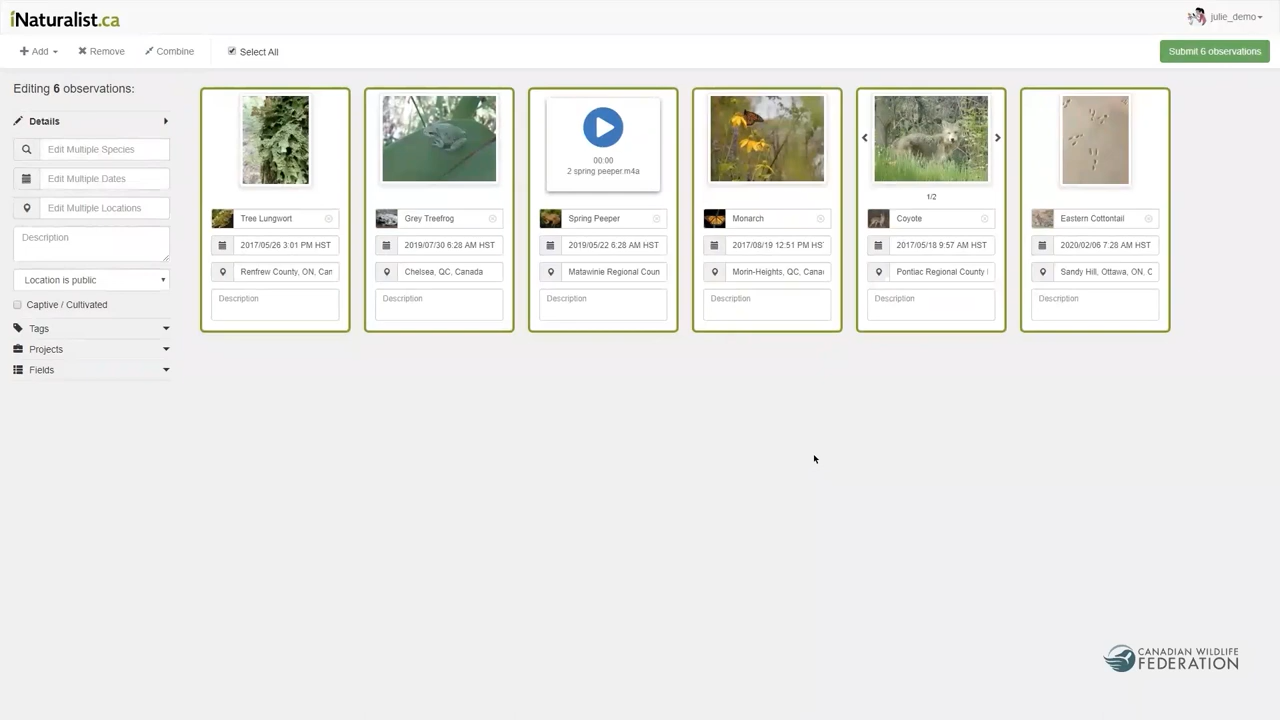 iNaturalist.ca
julie_demo
Add
Remove
Combine
Select All
Submit 6 observations
Editing 6 observations:
Details
Edit Multiple Species
Edit Multiple Dates
Edit Multiple Locations
Description
Location is public
Captive / Cultivated
Tags
Projects
Fields
Tree Lungwort
2017/05/26 3:01 PM HST
Renfrew County, ON, Can
Description
Grey Treefrog
2019/07/30 6:28 AM HST
Chelsea, QC, Canada
Description
00:00
2 spring peeper.m4a
Spring Peeper
2019/05/22 6:28 AM HST
Matawinie Regional Coun
Description
Monarch
2017/08/19 12:51 PM HS
Morin-Heights, QC, Cana
Description
1/2
Coyote
2017/05/18 9:57 AM HST
Pontiac Regional County
Description
Eastern Cottontail
2020/02/06 7:28 AM HST
Sandy Hill, Ottawa, ON, C
Description
CANADIAN WILDLIFE
FEDERATION